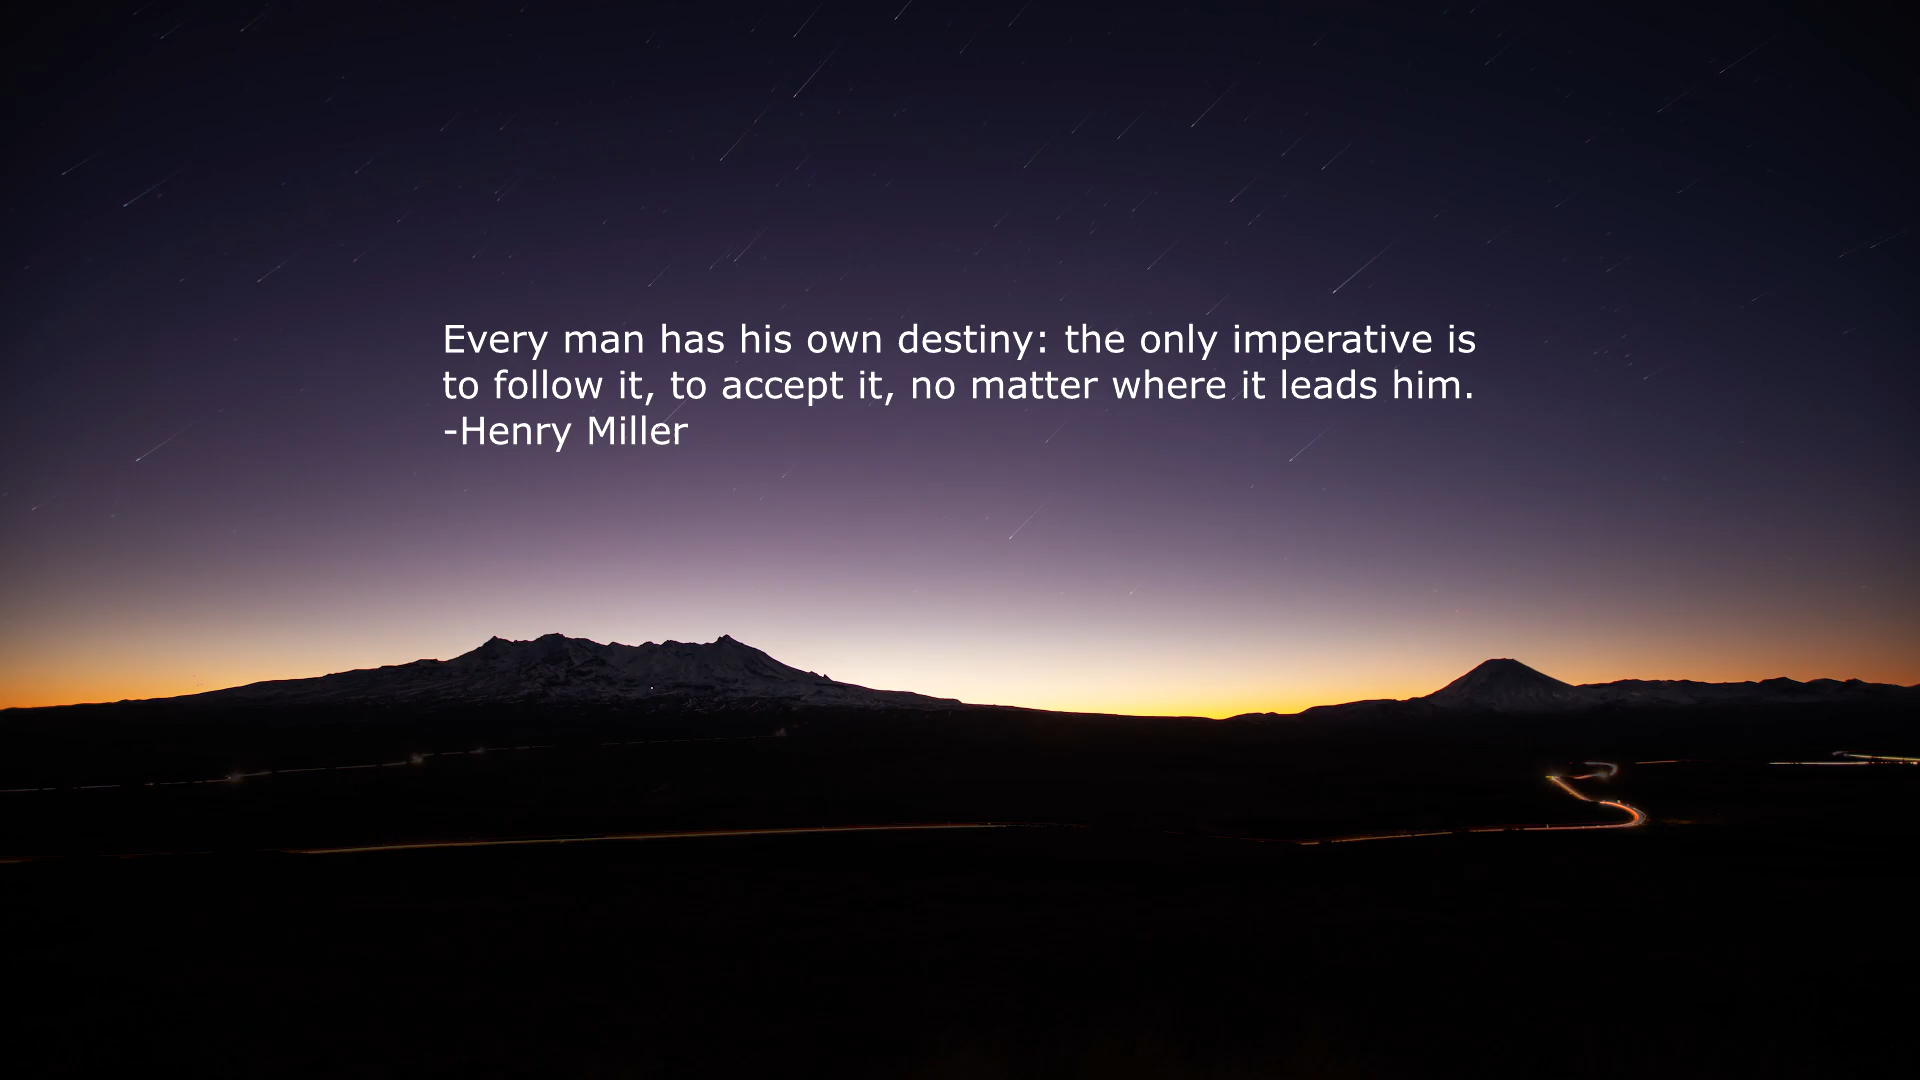 Every man has his own destiny: the only imperative is
to follow it, to accept it, no matter where it leads him.
-Henry Miller